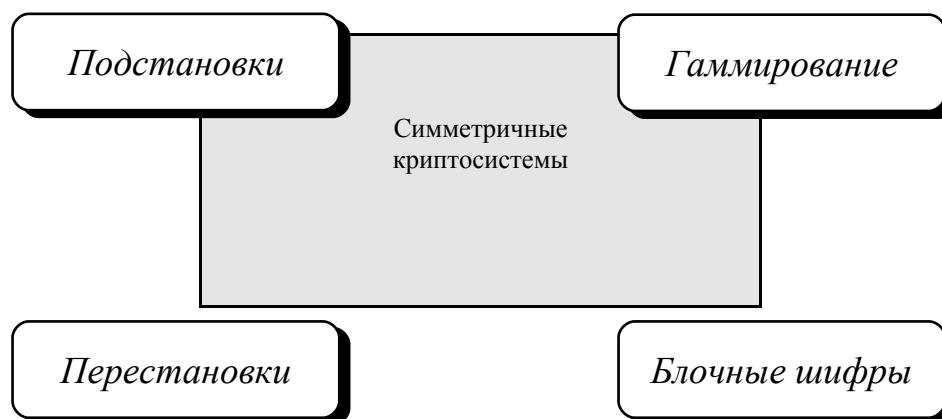 Подстановки
Гаммирование
Симметричные
криптосистемы
Перестановки
Блочные шифры